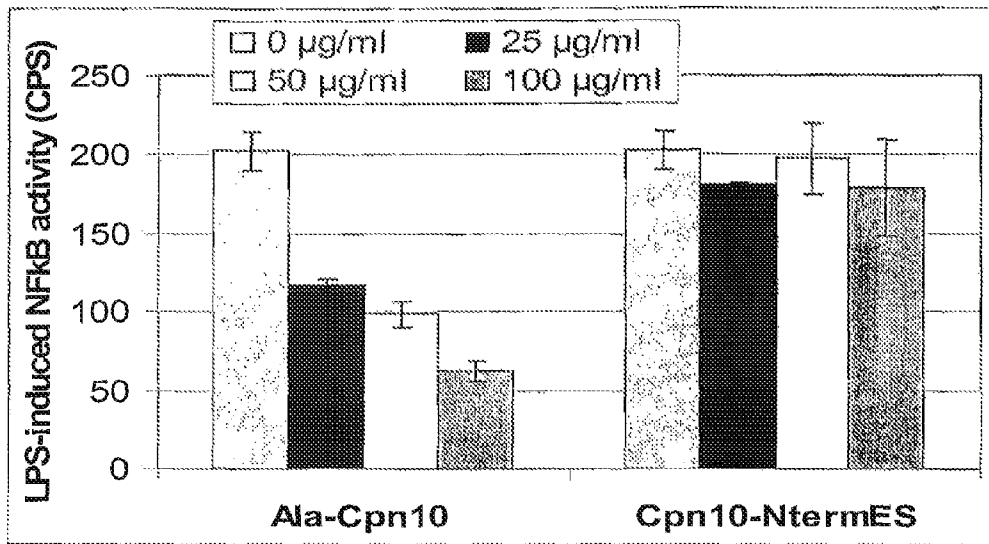 0 µg/ml 25 µg/ml
50 µg/ml 100 µg/ml
LPS-induced NFkB activity (CPS)
250
200
150
100
50
0
Ala-Cpn10 Cpn10-NtermES